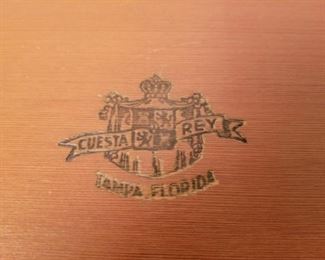 CUESTA REY
TAMPA, FLORIDA